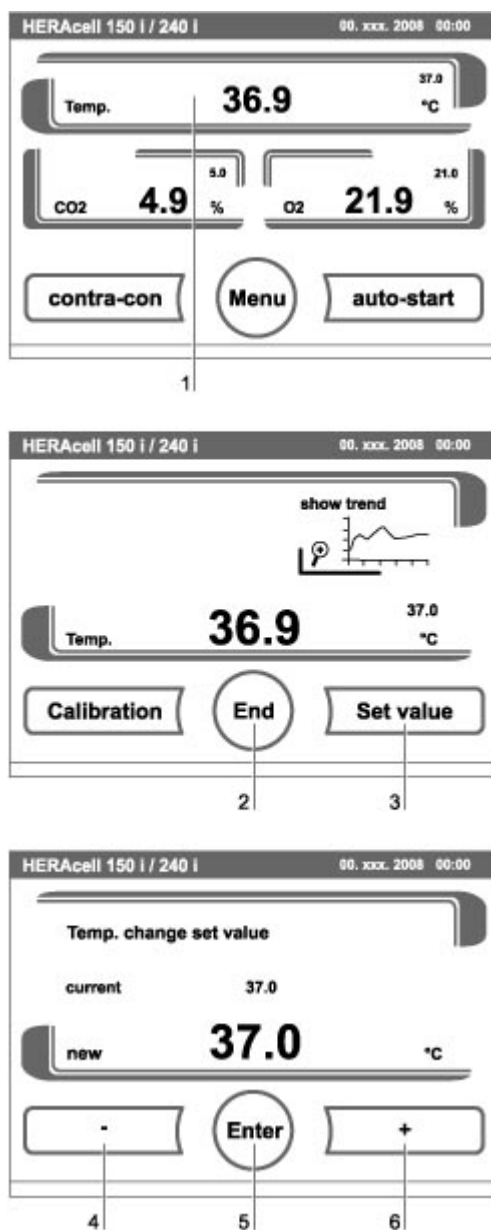 HERAcell 150 i / 240 i 00. xxx. 2008 00:00
37.0
Temp. 36.9 °C
5.0 21.0
CO2 4.9 % O2 21.9 %
contra-con Menu auto-start
1
HERAcell 150 i / 240 i 00. xxx. 2008 00:00
show trend
37.0
Temp. 36.9 °C
Calibration End Set value
2 3
HERAcell 150 i / 240 i 00. xxx. 2008 00:00
Temp. change set value
current 37.0
new 37.0 °C
- Enter +
4 5 6